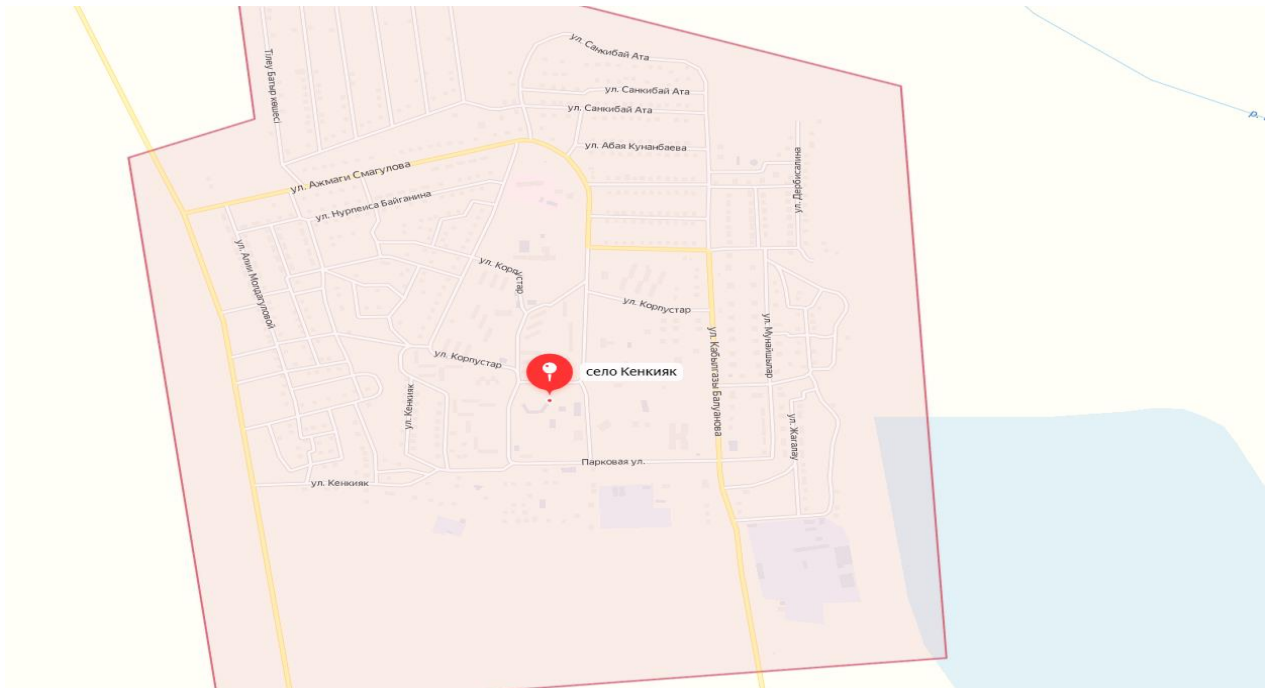 ул. Санкибай Ата
Тілеу Батыр көшесі
ул. Санкибай Ата
ул. Санкибай Ата
ул. Абая Кунанбаева
ул. Ажмаги Смагулова
ул. Дербисалина
ул. Нурпеиса Байганина
ул. Алии Молдагуловой
ул. Корпустар
ул. Корпустар
ул. Мунайшылар
ул. Кабылгазы Балуанова
ул. Корпустар
село Кенкияк
ул. Кенкияк
ул. Жагалау
Парковая ул.
ул. Кенкияк